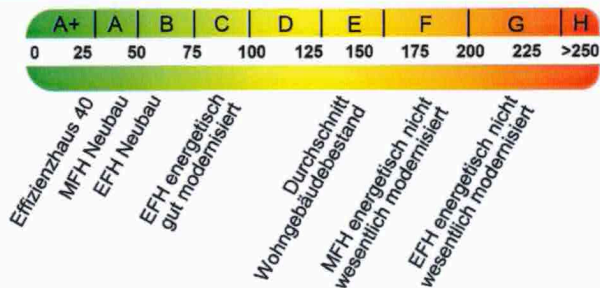 A+ A B C D E F G H
0 25 50 75 100 125 150 175 200 225 >250
Effizienzhaus 40
MFH Neubau
EFH Neubau
EFH energetisch
gut modernisiert
Durchschnitt
Wohngebäudebestand
MFH energetisch nicht
wesentlich modernisiert
EFH energetisch nicht
wesentlich modernisiert